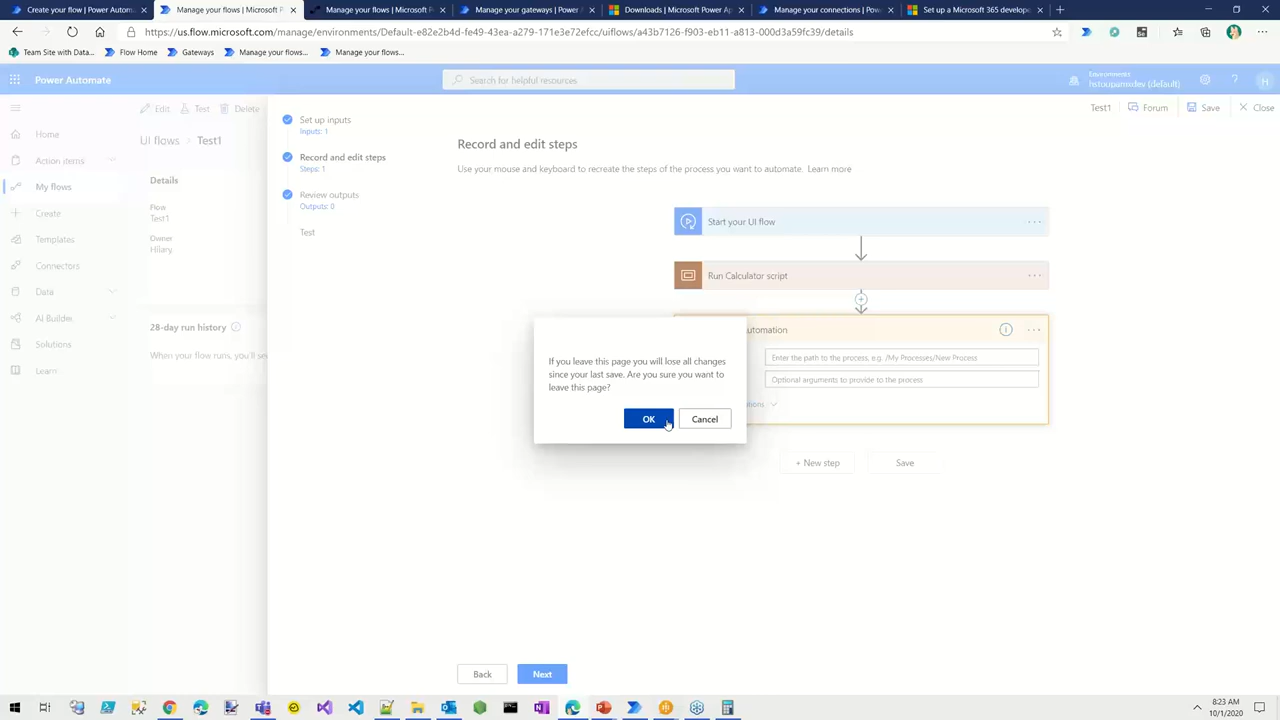 Create your flow | Power Automa
Manage your flows | Microsoft P
Manage your flows | Microsoft P
Manage your gateways | Power A
Downloads | Microsoft Power Ap
Manage your connections | Pow
Set up a Microsoft 365 develope
https://us.flow.microsoft.com/manage/environments/Default-e82e2b4d-fe49-43ea-a279-171e3e72efcc/uiflows/a43b7126-f903-eb11-a813-000d3a59fc39/details
Team Site with Data...
Flow Home
Gateways
Manage your flows...
Manage your flows...
Power Automate
Search for helpful resources
Environments
hstoupamsdev (default)
H
Edit
Test
Delete
Test1
Forum
Save
Close
UI flows > Test1
Home
Action items
My flows
Create
Templates
Connectors
Data
AI Builder
Solutions
Learn
Details
Flow
Test1
Owner
Hilary
28-day run history
When your flow runs, you'll see
Set up inputs
Inputs: 1
Record and edit steps
Steps: 1
Review outputs
Outputs: 0
Test
Record and edit steps
Use your mouse and keyboard to recreate the steps of the process you want to automate. Learn more
Start your UI flow
Run Calculator script
utomation
Enter the path to the process, e.g. /My Processes/New Process
Optional arguments to provide to the process
tions
If you leave this page you will lose all changes
since your last save. Are you sure you want to
leave this page?
OK
Cancel
+ New step
Save
Back
Next
8:23 AM
10/1/2020